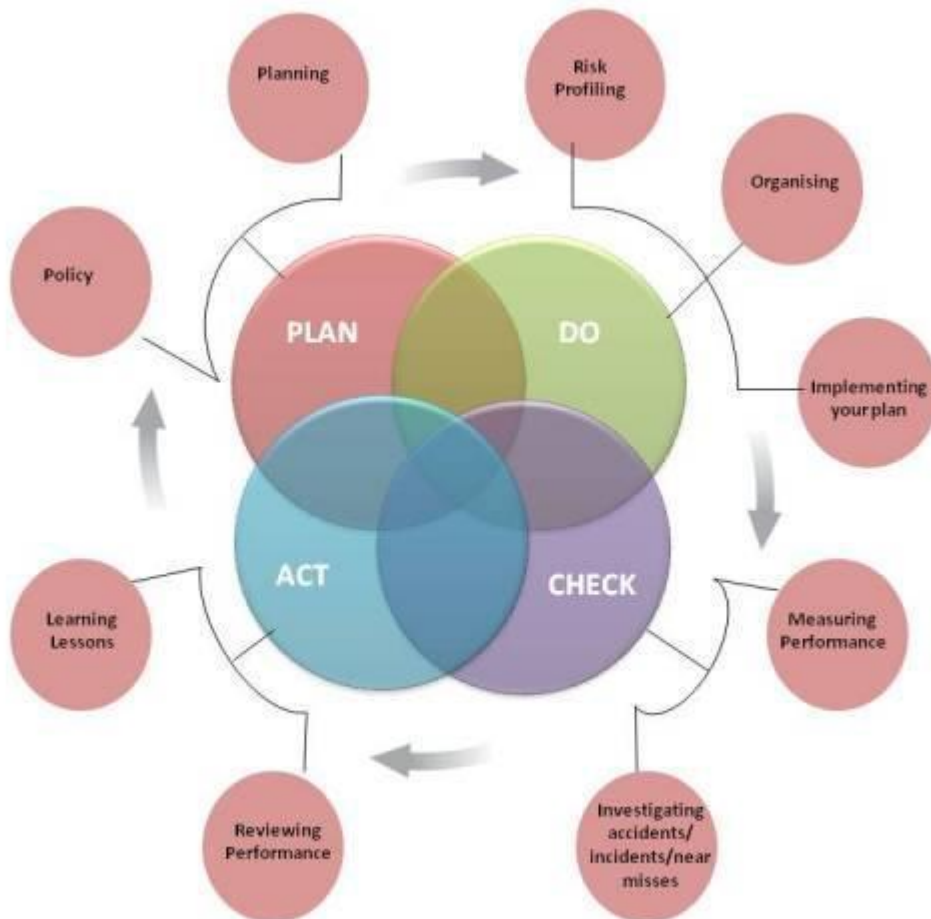 Planning
Risk
Profiling
Organising
Policy
PLAN
DO
Implementing
your plan
ACT
CHECK
Learning
Lessons
Measuring
Performance
Reviewing
Performance
Investigating
accidents/
incidents/near
misses